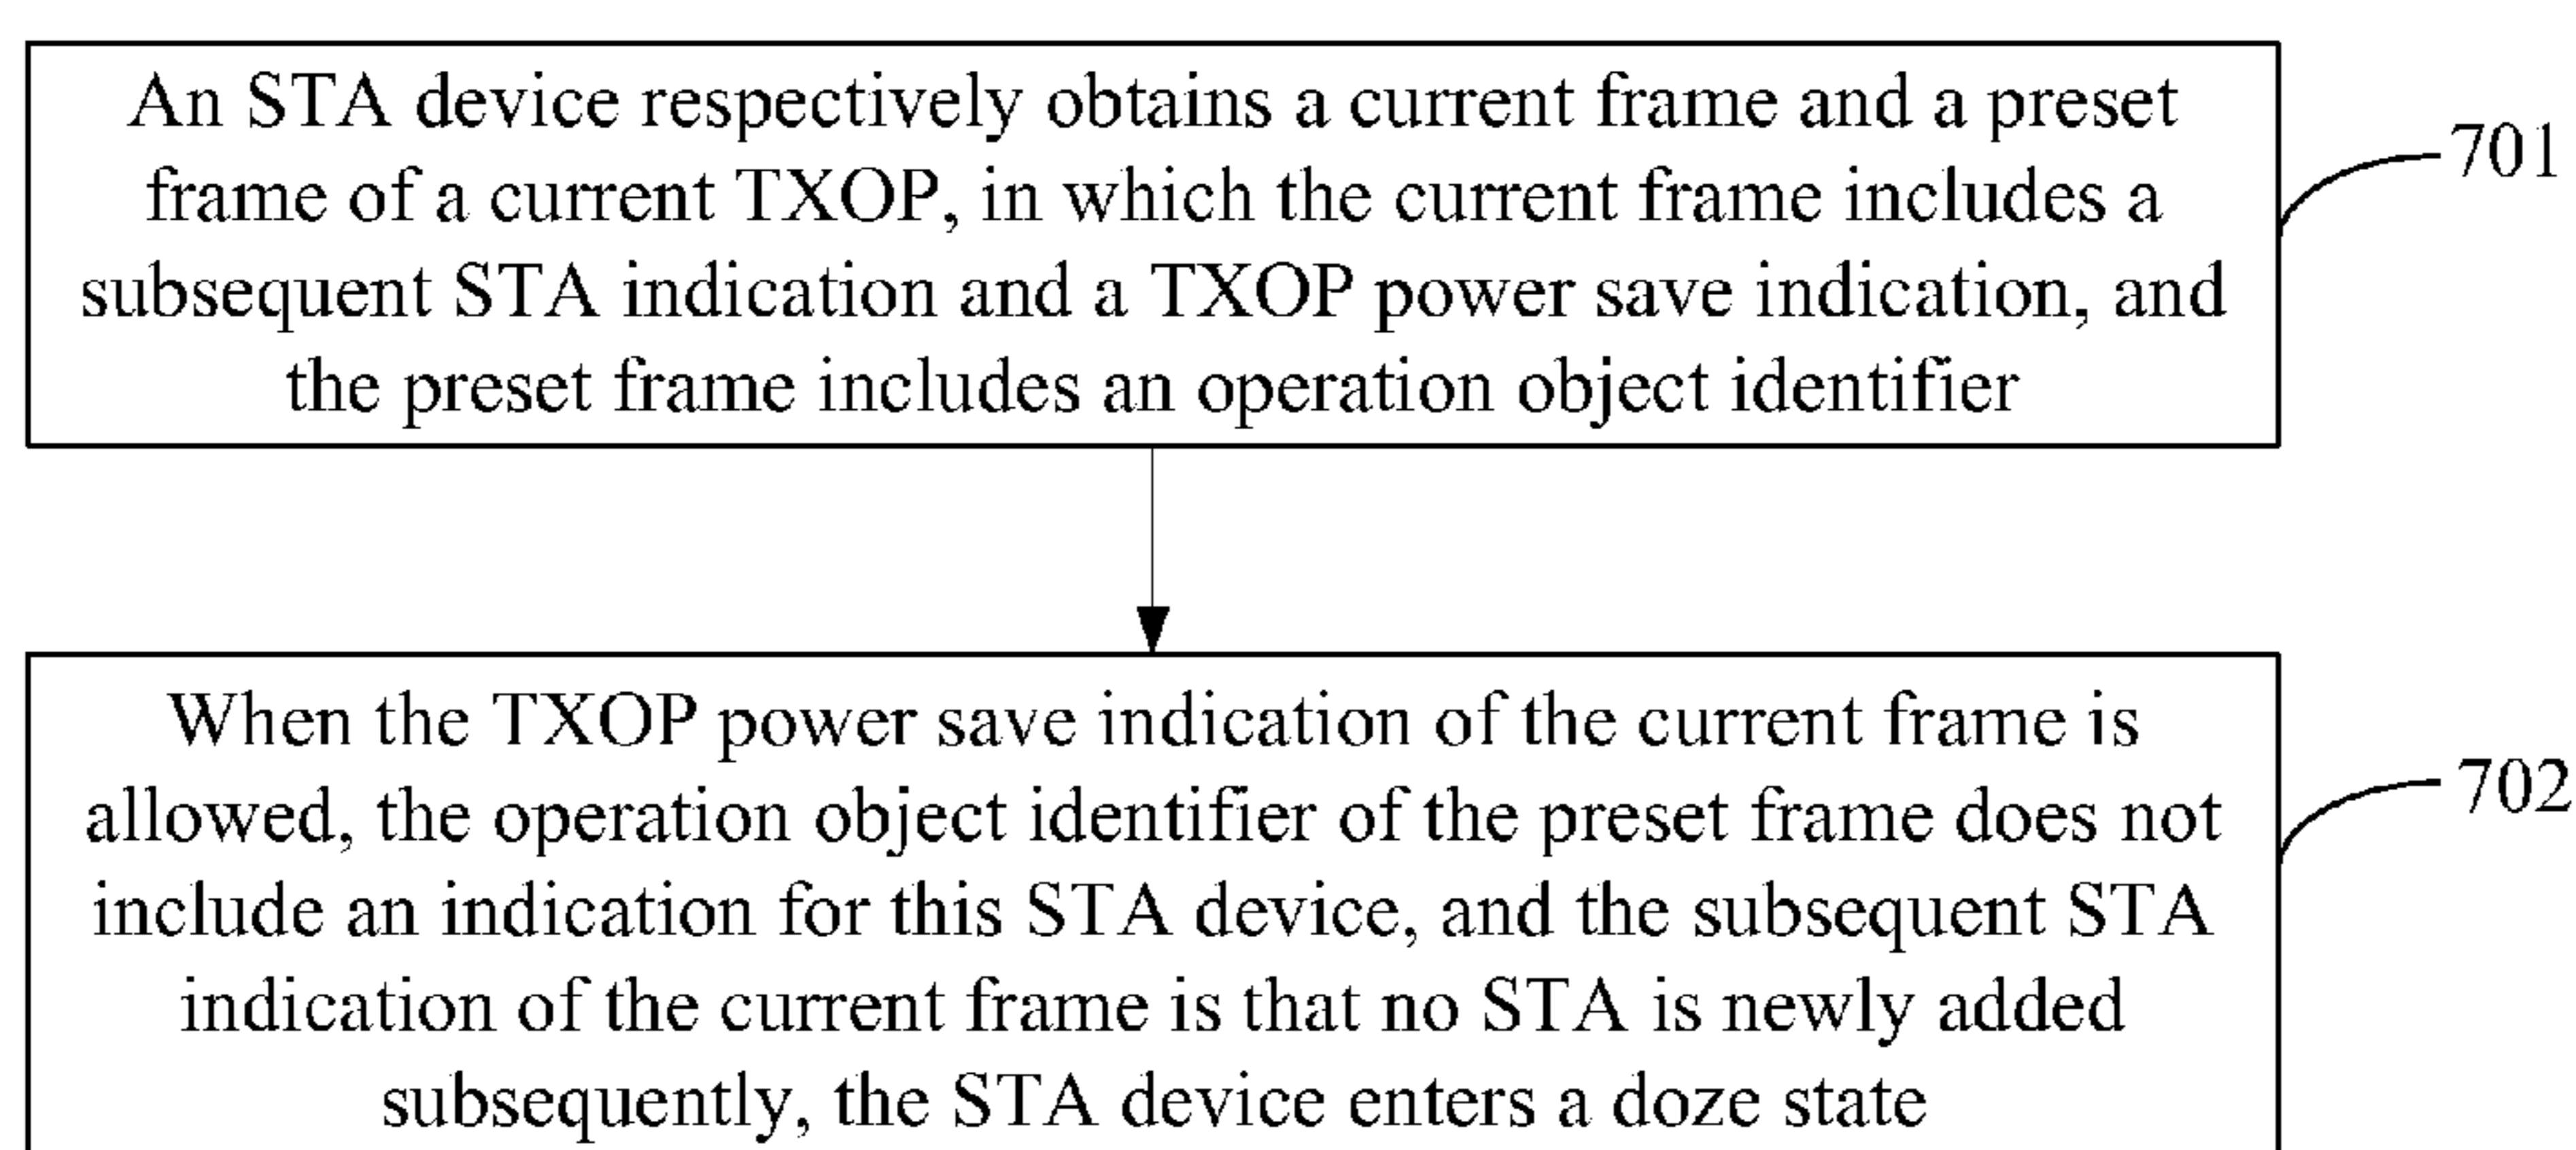 An STA device respectively obtains a current frame and a preset
frame of a current TXOP, in which the current frame includes a
subsequent STA indication and a TXOP power save indication, and
the preset frame includes an operation object identifier
701
When the TXOP power save indication of the current frame is
allowed, the operation object identifier of the preset frame does not
include an indication for this STA device, and the subsequent STA
indication of the current frame is that no STA is newly added
subsequently, the STA device enters a doze state
702